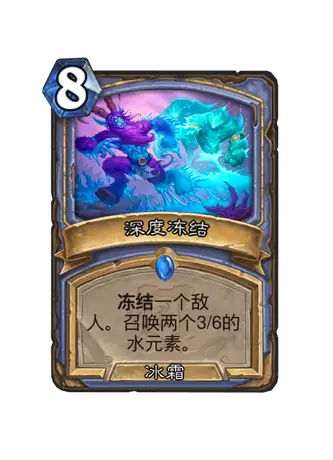 8
深度冻结
冻结一个敌
人。召唤两个3/6的
水元素。
冰霜